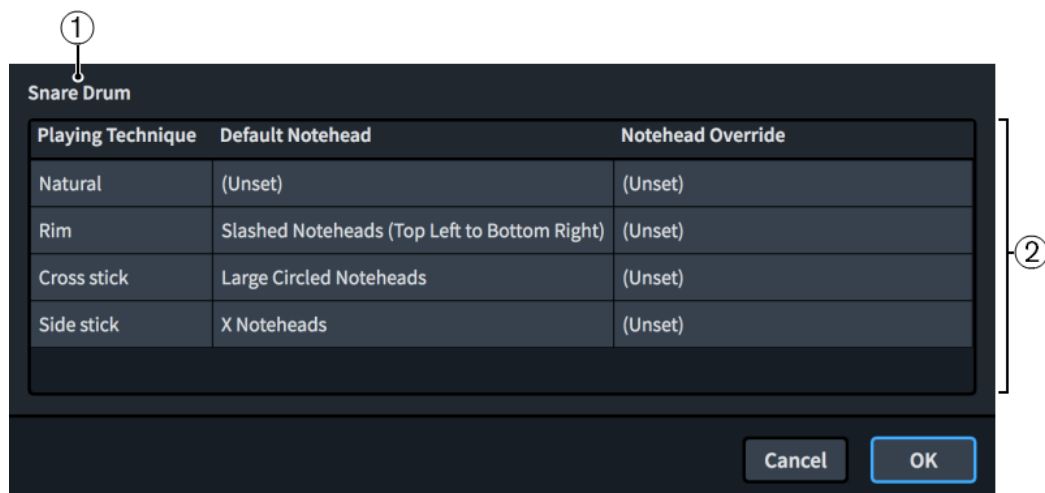 ①
Snare Drum
Playing Technique Default Notehead Notehead Override
Natural (Unset) (Unset)
Rim Slashed Noteheads (Top Left to Bottom Right) (Unset)
Cross stick Large Circled Noteheads (Unset)
②
Side stick X Noteheads (Unset)
Cancel OK